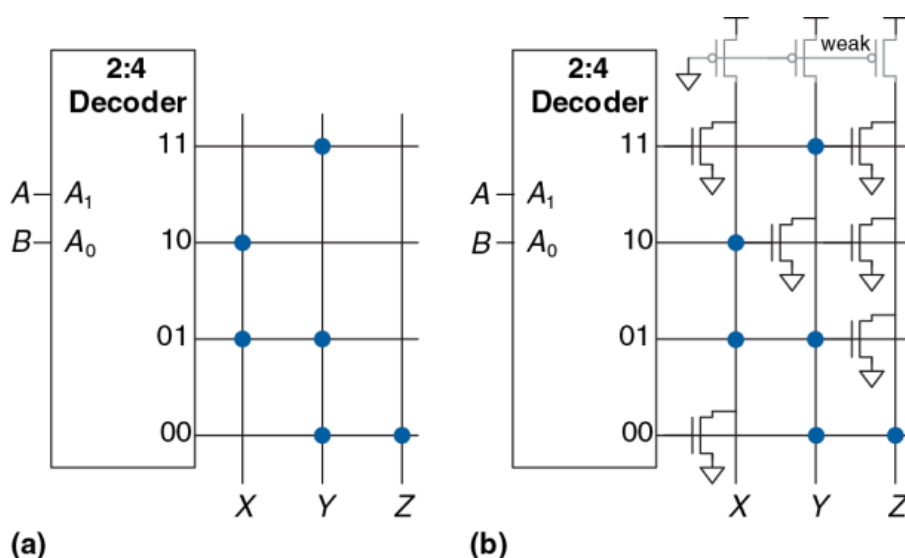 2:4
Decoder
11
A
A1
B
A0
10
01
00
X Y Z
(a)
weak
2:4
Decoder
11
A
A1
B
A0
10
01
00
X Y Z
(b)